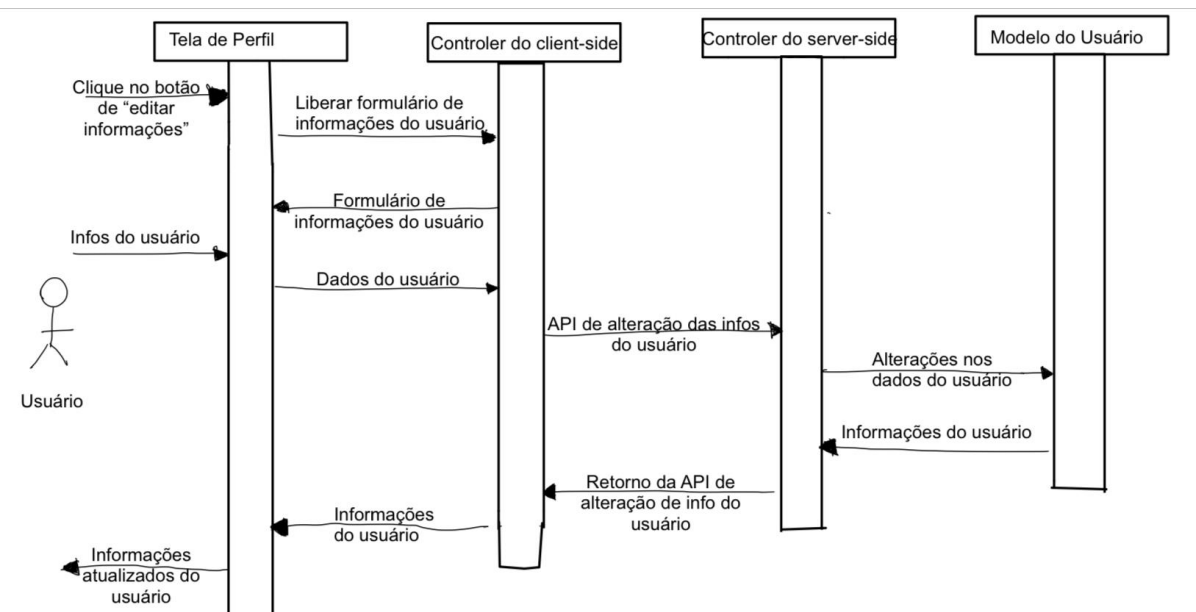 Tela de Perfil
Controler do client-side
Controler do server-side
Modelo do Usuário
Clique no botão
de “editar
informações”
Liberar formulário de
informações do usuário
Formulário de
informações do usuário
Infos do usuário
Dados do usuário
API de alteração das infos
do usuário
Alterações nos
dados do usuário
Usuário
Informações do usuário
Retorno da API de
alteração de info do
usuário
Informações
do usuário
Informações
atualizados do
usuário